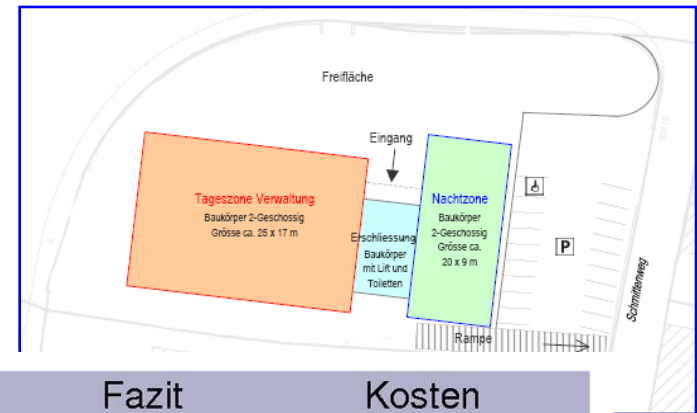 Freifläche
Eingang
Tageszone Verwaltung
Baukörper 2-Geschossig
Grösse ca. 25 x 17 m
Erschliessung
Baukörper
mit Lift und
Toiletten
Nachtzone
Baukörper
2-Geschossig
Grösse ca.
20 x 9 m
P
Schmittenweg
Rampe
Fazit Kosten